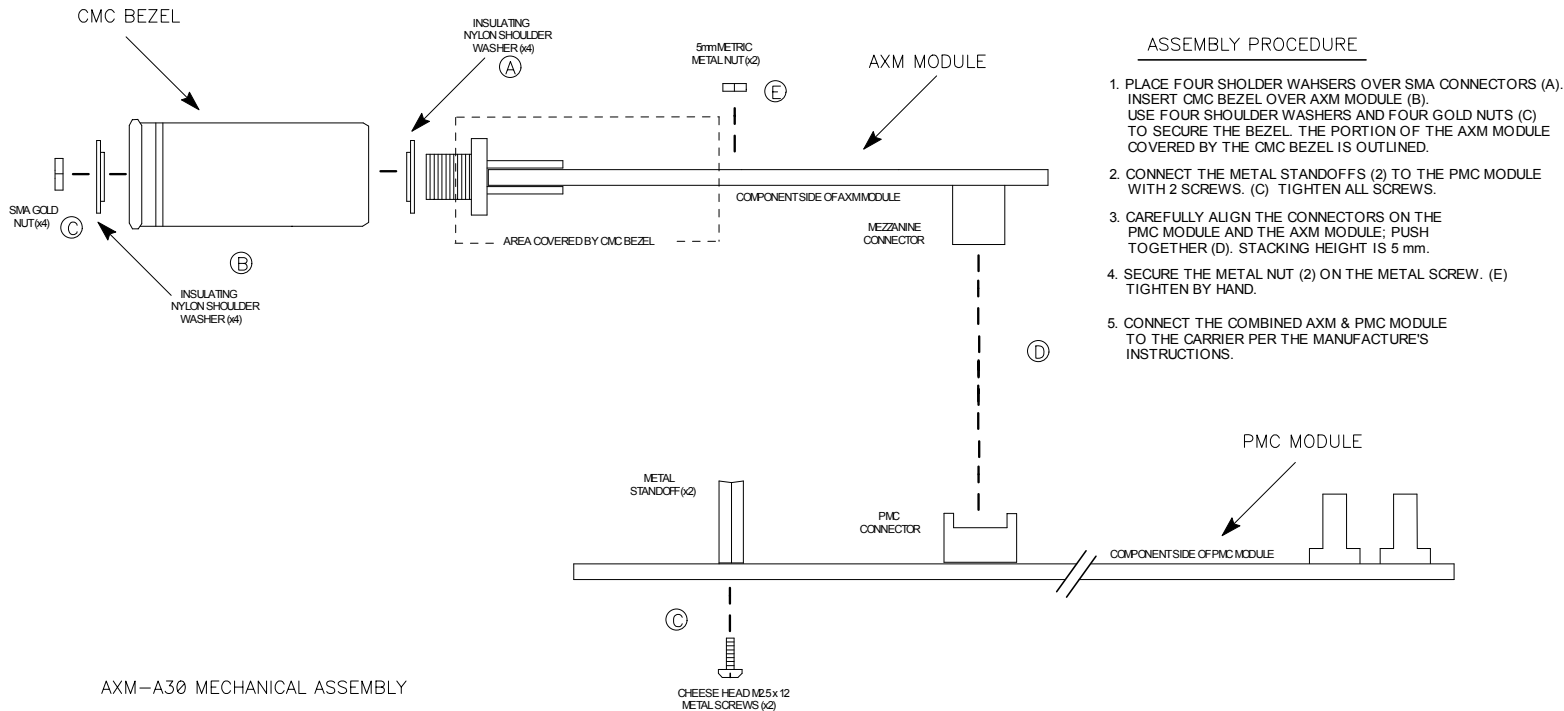 CMC BEZEL
INSULATING
NYLON SHOULDER
WASHER (x4)
A
5mm METRIC
METAL NUT (x2)
E
AXM MODULE
SMA GOLD
NUT (x4)
C
B
INSULATING
NYLON SHOULDER
WASHER (x4)
COMPONENT SIDE OF AXM MODULE
AREA COVERED BY CMC BEZEL
MEZZANINE
CONNECTOR
D
ASSEMBLY PROCEDURE
1. PLACE FOUR SHOLDER WAHSERS OVER SMA CONNECTORS (A).
INSERT CMC BEZEL OVER AXM MODULE (B).
USE FOUR SHOULDER WASHERS AND FOUR GOLD NUTS (C)
TO SECURE THE BEZEL. THE PORTION OF THE AXM MODULE
COVERED BY THE CMC BEZEL IS OUTLINED.
2. CONNECT THE METAL STANDOFFS (2) TO THE PMC MODULE
WITH 2 SCREWS. (C) TIGHTEN ALL SCREWS.
3. CAREFULLY ALIGN THE CONNECTORS ON THE
PMC MODULE AND THE AXM MODULE; PUSH
TOGETHER (D). STACKING HEIGHT IS 5 mm.
4. SECURE THE METAL NUT (2) ON THE METAL SCREW. (E)
TIGHTEN BY HAND.
5. CONNECT THE COMBINED AXM & PMC MODULE
TO THE CARRIER PER THE MANUFACTURE'S
INSTRUCTIONS.
PMC MODULE
METAL
STANDOFF (x2)
PMC
CONNECTOR
COMPONENT SIDE OF PMC MODULE
C
CHEESE HEAD M2.5 x 12
METAL SCREWS (x2)
AXM-A30 MECHANICAL ASSEMBLY